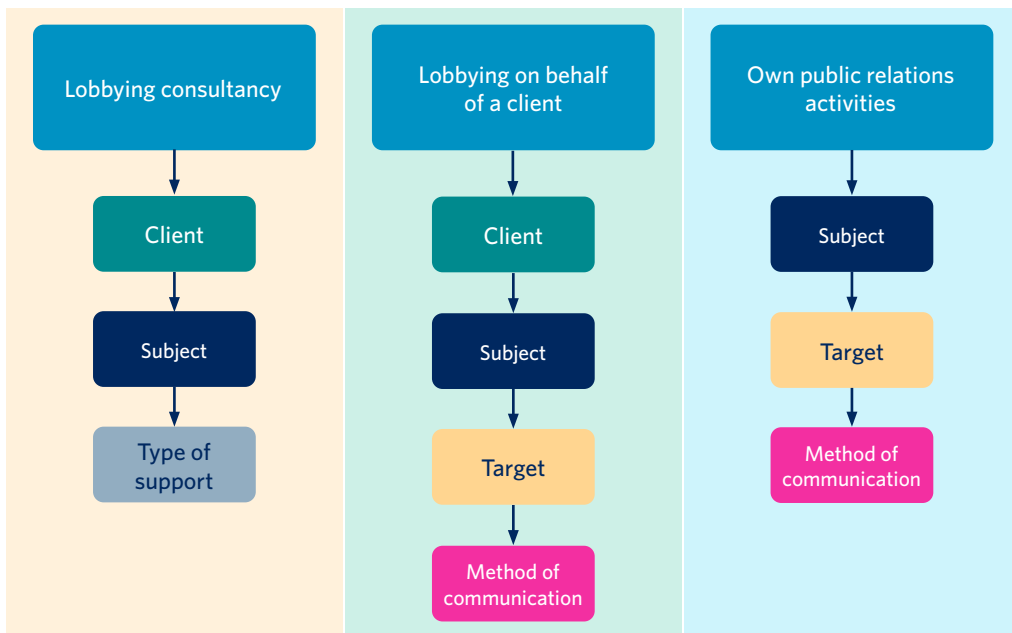 Lobbying consultancy
Client
Subject
Type of
support
Lobbying on behalf
of a client
Client
Subject
Target
Method of
communication
Own public relations
activities
Subject
Target
Method of
communication